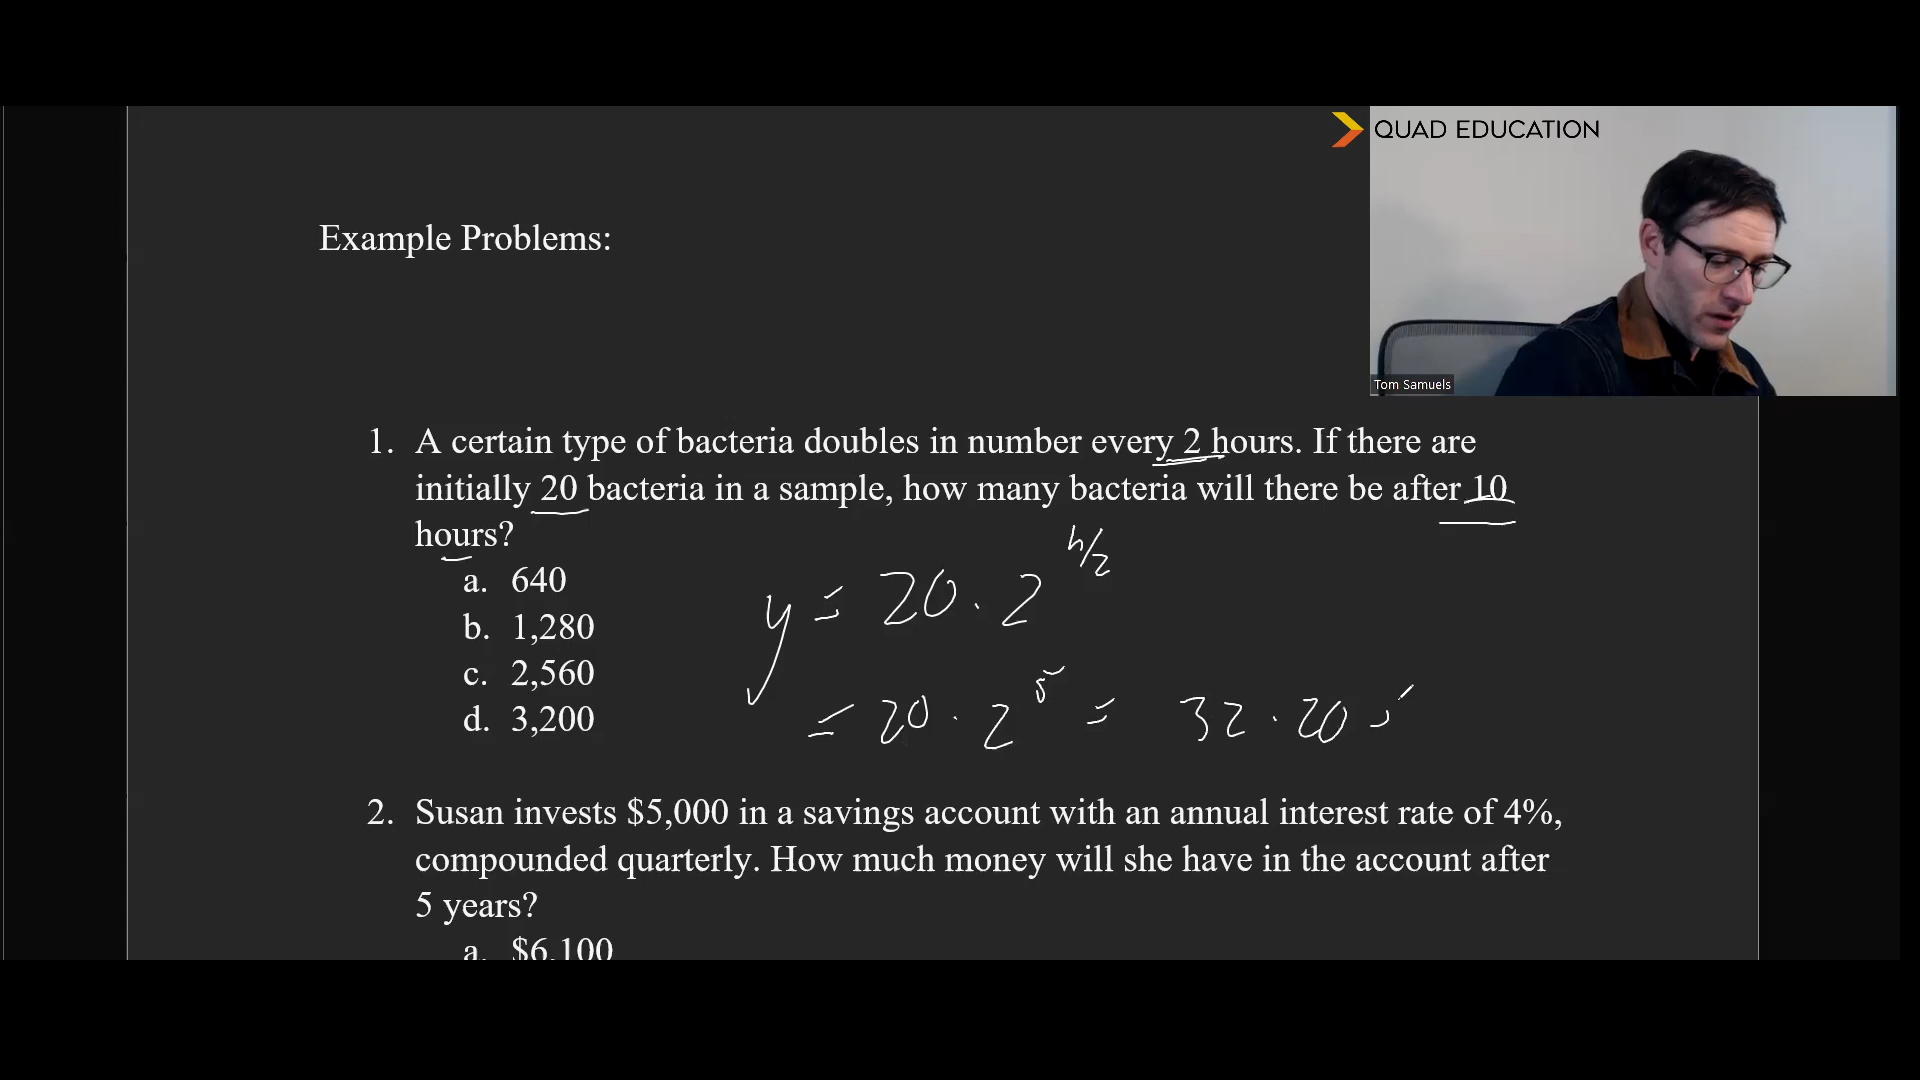 QUAD EDUCATION
Tom Samuels
Example Problems:
1. A certain type of bacteria doubles in number every 2 hours. If there are
initially 20 bacteria in a sample, how many bacteria will there be after 10
hours?
a. 640
b. 1,280
c. 2,560
d. 3,200
y = 20 · 2^h/2
= 20 · 2^5 = 32 · 20 =
2. Susan invests $5,000 in a savings account with an annual interest rate of 4%,
compounded quarterly. How much money will she have in the account after
5 years?
a. $6,100